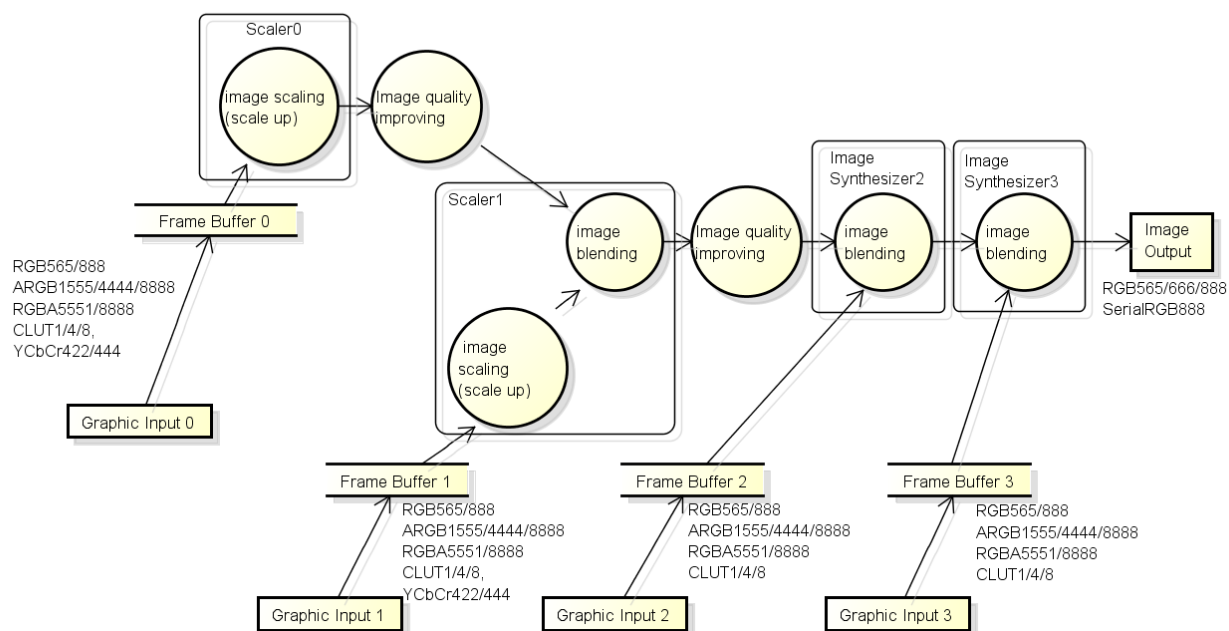 Scaler0
image scaling
(scale up)
Image quality
improving
Frame Buffer 0
RGB565/888
ARGB1555/4444/8888
RGBA5551/8888
CLUT1/4/8,
YCbCr422/444
Graphic Input 0
Scaler1
image
blending
image
scaling
(scale up)
Image quality
improving
Image
Synthesizer2
image
blending
Image
Synthesizer3
image
blending
Image
Output
RGB565/666/888
SerialRGB888
Frame Buffer 1
RGB565/888
ARGB1555/4444/8888
RGBA5551/8888
CLUT1/4/8,
YCbCr422/444
Graphic Input 1
Frame Buffer 2
RGB565/888
ARGB1555/4444/8888
RGBA5551/8888
CLUT1/4/8
Graphic Input 2
Frame Buffer 3
RGB565/888
ARGB1555/4444/8888
RGBA5551/8888
CLUT1/4/8
Graphic Input 3